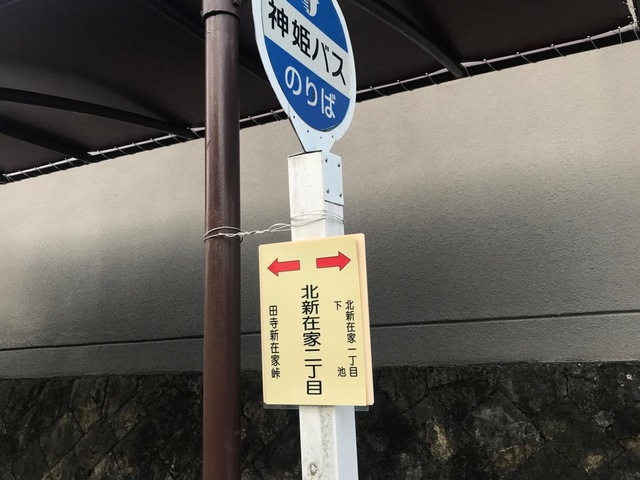 神姫バス
のりば
北新在家一丁目
下池
北新在家二丁目
田寺新在家峠